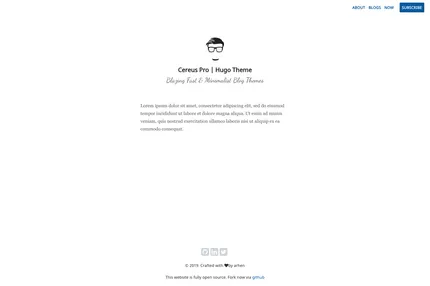 ABOUT BLOGS NOW SUBSCRIBE
Cereus Pro | Hugo Theme
Blazing Fast & Minimalist Blog Themes
Lorem ipsum dolor sit amet, consectetur adipiscing elit, sed do eiusmod
tempor incididunt ut labore et dolore magna aliqua. Ut enim ad minim
veniam, quis nostrud exercitation ullamco laboris nisi ut aliquip ex ea
commodo consequat.
© 2019. Crafted with ❤ by arhen
This website is fully open source. Fork now via github